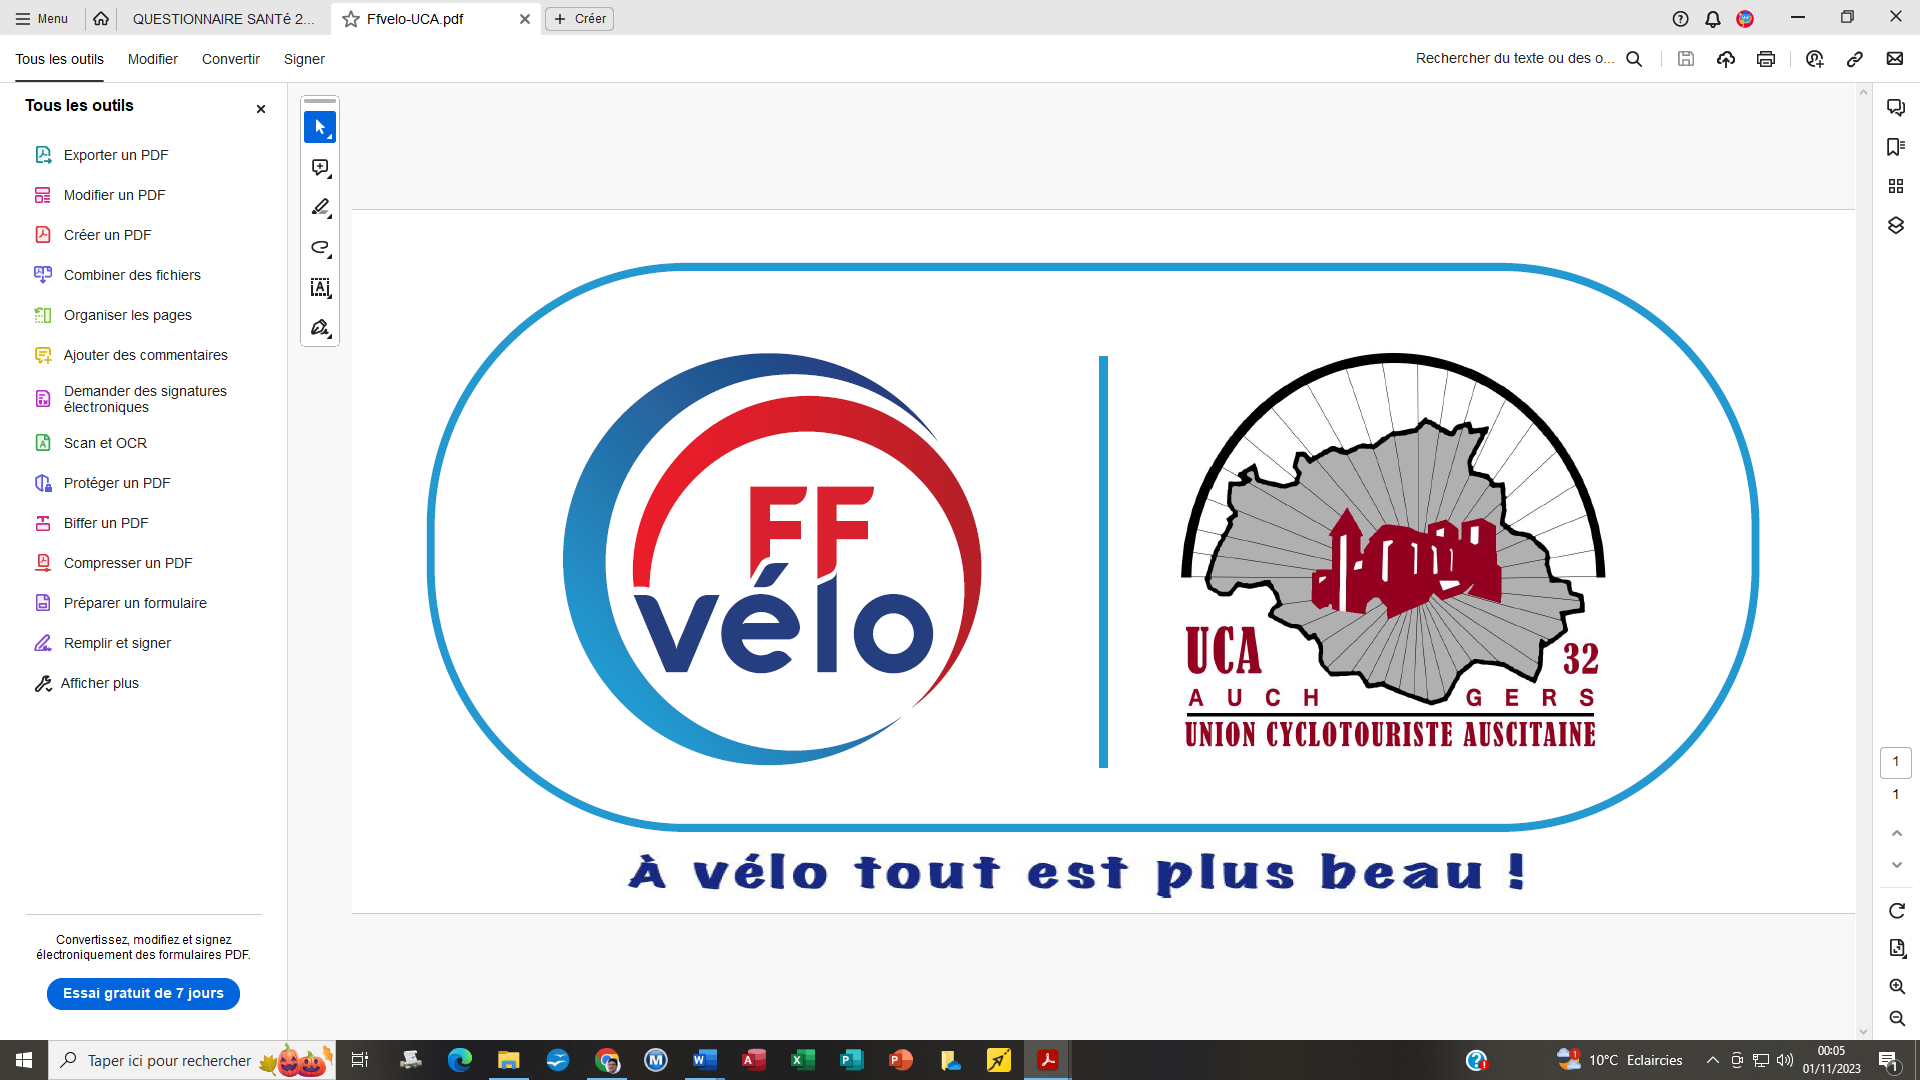 Menu
QUESTIONNAIRE SANTé 2...
Ffvelo-UCA.pdf
Créer
Tous les outils
Modifier
Convertir
Signer
Rechercher du texte ou des o...
Tous les outils
Exporter un PDF
Modifier un PDF
Créer un PDF
Combiner des fichiers
Organiser les pages
Ajouter des commentaires
Demander des signatures
électroniques
Scan et OCR
Protéger un PDF
Biffer un PDF
Compresser un PDF
Préparer un formulaire
Remplir et signer
Afficher plus
Convertissez, modifiez et signez
électroniquement des formulaires PDF.
Essai gratuit de 7 jours
FF
vélo
UCA 32
AUCH GERS
UNION CYCLOTOURISTE AUSCITAINE
À vélo tout est plus beau !
1
1
Taper ici pour rechercher
10°C Eclaircies
00:05
01/11/2023